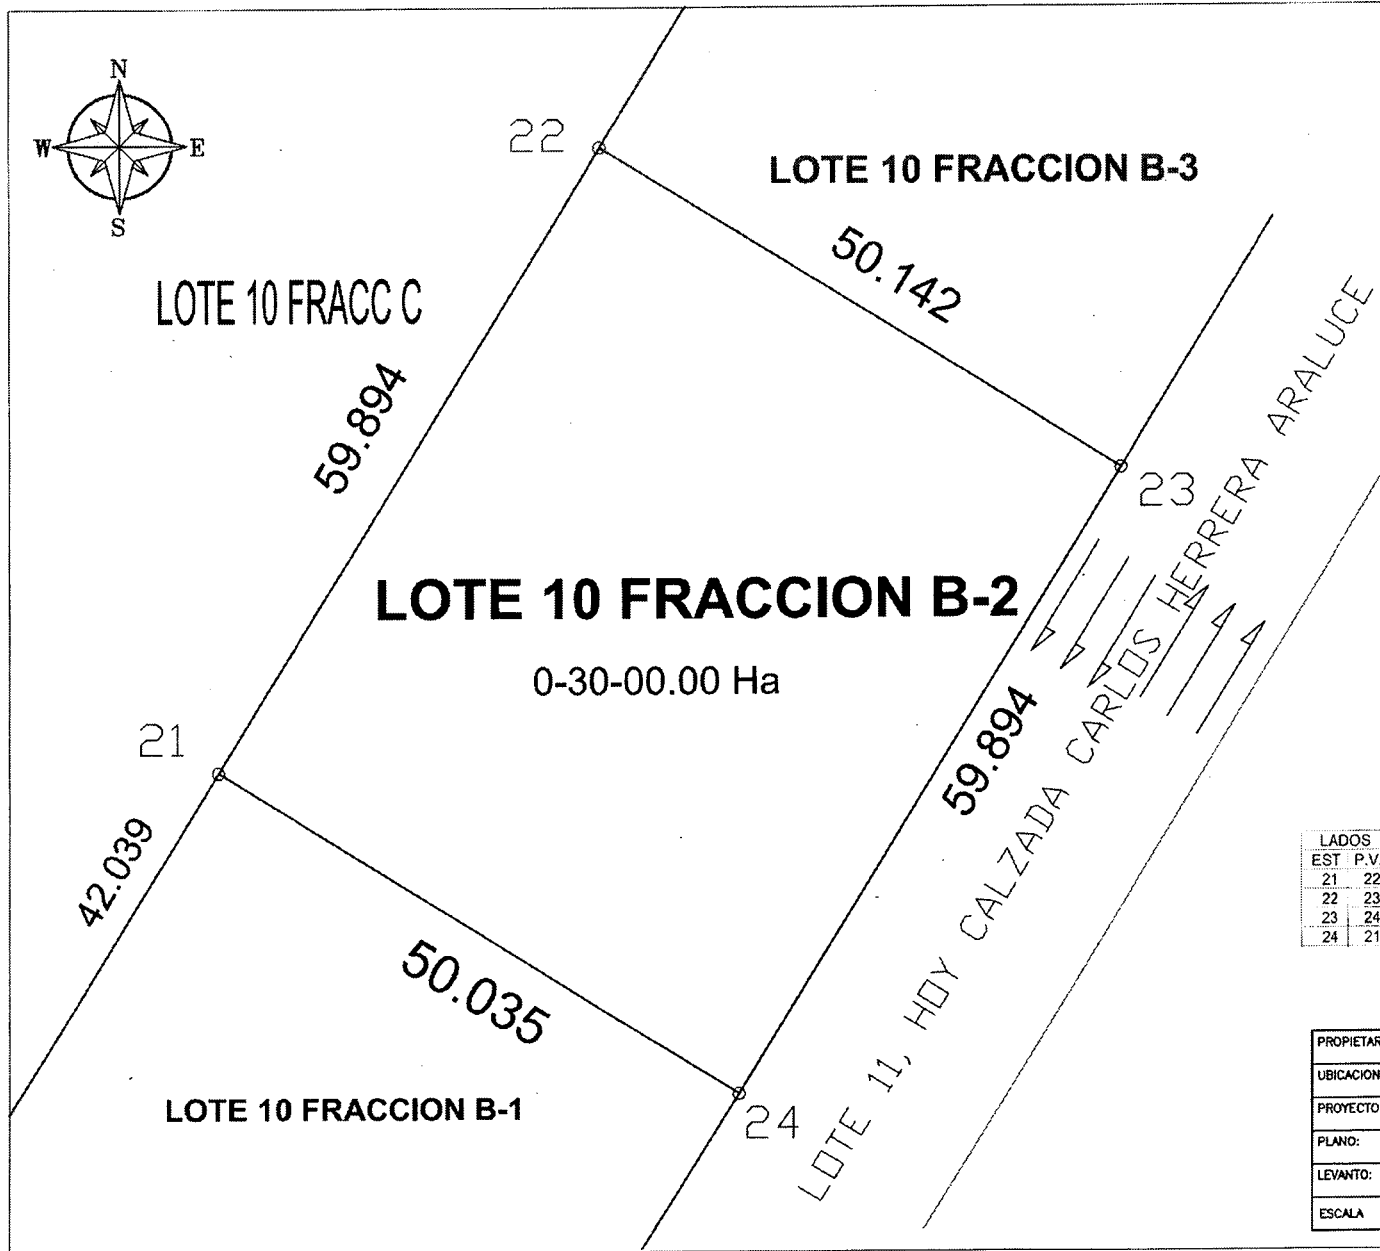 N
W E
S
22
LOTE 10 FRACCION B-3
50.142
LOTE 10 FRACC C
59.894
23
LOTE 10 FRACCION B-2
0-30-00.00 Ha
21
59.894
LOTE 11, HOY CALZADA CARLOS HERRERA ARALUCE
42.039
50.035
LOTE 10 FRACCION B-1
24
LADOS
EST P.V.
21 22
22 23
23 24
24 21
PROPIETAR
UBICACION
PROYECTO
PLANO:
LEVANTO:
ESCALA